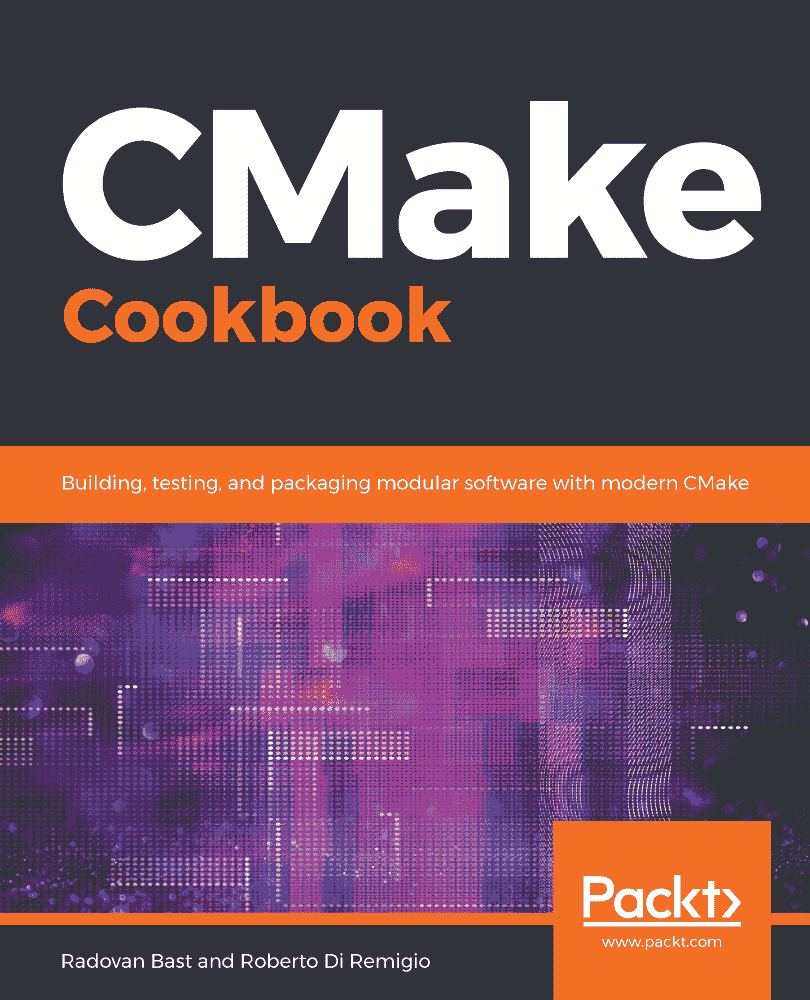 CMake
Cookbook
Building, testing, and packaging modular software with modern CMake
Packt>
www.packt.com
Radovan Bast and Roberto Di Remigio